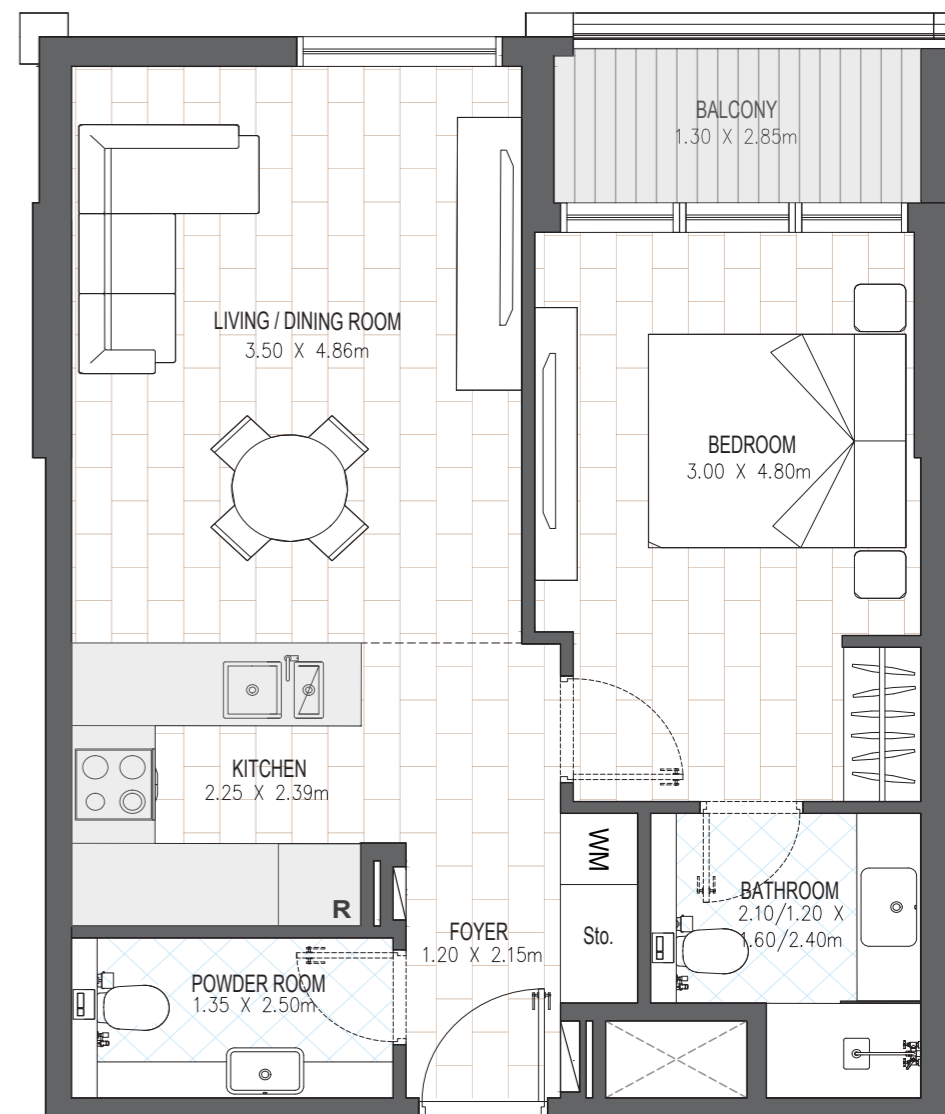 BALCONY
1.30 X 2.85m
LIVING / DINING ROOM
3.50 X 4.86m
BEDROOM
3.00 X 4.80m
KITCHEN
2.25 X 2.39m
WM
R
FOYER
1.20 X 2.15m
Sto.
BATHROOM
2.10/1.20 X
1.60/2.40m
POWDER ROOM
1.35 X 2.50m